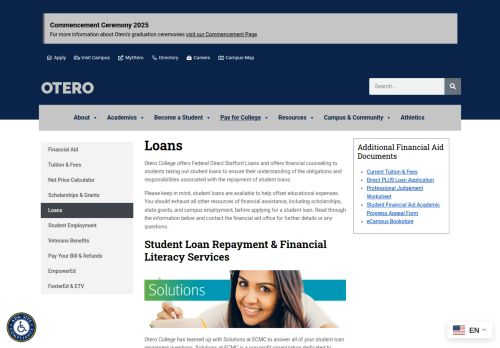 Commencement Ceremony 2025
For more information about Otero's graduation ceremonies visit our Commencement Page
Apply
Visit Campus
MyOtero
Directory
Careers
Campus Map
OTERO
Search...
About
Academics
Become a Student
Pay for College
Resources
Campus & Community
Athletics
Financial Aid
Tuition & Fees
Net Price Calculator
Scholarships & Grants
Loans
Student Employment
Veterans Benefits
Pay Your Bill & Refunds
EmpowerEd
FosterEd & ETV
Loans
Otero College offers Federal Direct Stafford Loans and offers financial counseling to
students taking out student loans to ensure their understanding of the obligations and
responsibilities associated with the repayment of student loans.
Please keep in mind, student loans are available to help offset educational expenses.
You should exhaust all other resources of financial assistance, including scholarships,
state grants, and campus employment, before applying for a student loan. Read through
the information below and contact the financial aid office for further details or any
questions.
Student Loan Repayment & Financial
Literacy Services
Solutions
Otero College has teamed up with Solutions at ECMC to answer all of your student loan
repayment questions. Solutions at ECMC is a non-profit organization dedicated to
Additional Financial Aid
Documents
Current Tuition & Fees
Direct PLUS Loan Application
Professional Judgement
Worksheet
Student Financial Aid Academic
Progress Appeal Form
eCampus Bookstore
EN